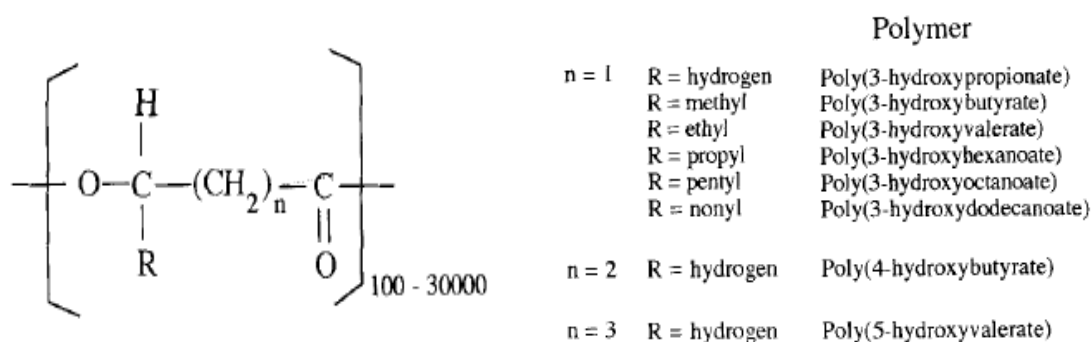 H
O—C—(CH2)n—C
R
O
100 - 30000
Polymer
n = 1 R = hydrogen Poly(3-hydroxypropionate)
R = methyl Poly(3-hydroxybutyrate)
R = ethyl Poly(3-hydroxyvalerate)
R = propyl Poly(3-hydroxyhexanoate)
R = pentyl Poly(3-hydroxyoctanoate)
R = nonyl Poly(3-hydroxydodecanoate)
n = 2 R = hydrogen Poly(4-hydroxybutyrate)
n = 3 R = hydrogen Poly(5-hydroxyvalerate)